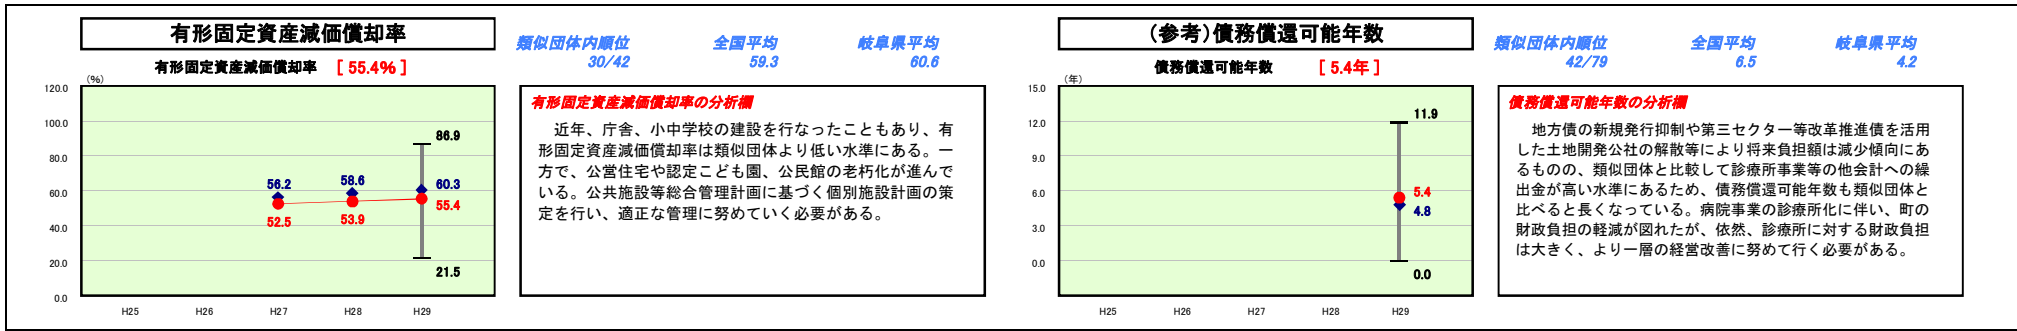 有形固定資産減価償却率
有形固定資産減価償却率 [ 55.4% ]
類似団体内順位
30/42
全国平均
59.3
岐阜県平均
60.6
(%)
120.0
100.0
80.0
60.0
40.0
20.0
0.0
86.9
56.2
58.6
60.3
52.5
53.9
55.4
21.5
H25
H26
H27
H28
H29
有形固定資産減価償却率の分析欄
近年、庁舎、小中学校の建設を行なったこともあり、有
形固定資産減価償却率は類似団体より低い水準にある。一
方で、公営住宅や認定こども園、公民館の老朽化が進んで
いる。公共施設等総合管理計画に基づく個別施設計画の策
定を行い、適正な管理に努めていく必要がある。
(参考)債務償還可能年数
債務償還可能年数 [ 5.4年 ]
類似団体内順位
42/79
全国平均
6.5
岐阜県平均
4.2
(年)
15.0
12.0
9.0
6.0
3.0
0.0
11.9
5.4
4.8
0.0
H25
H26
H27
H28
H29
債務償還可能年数の分析欄
地方債の新規発行抑制や第三セクター等改革推進債を活用
した土地開発公社の解散等により将来負担額は減少傾向にあ
るものの、類似団体と比較して診療所事業等の他会計への繰
出金が高い水準にあるため、債務償還可能年数も類似団体と
比べると長くなっている。病院事業の診療所化に伴い、町の
財政負担の軽減が図れたが、依然、診療所に対する財政負担
は大きく、より一層の経営改善に努めて行く必要がある。